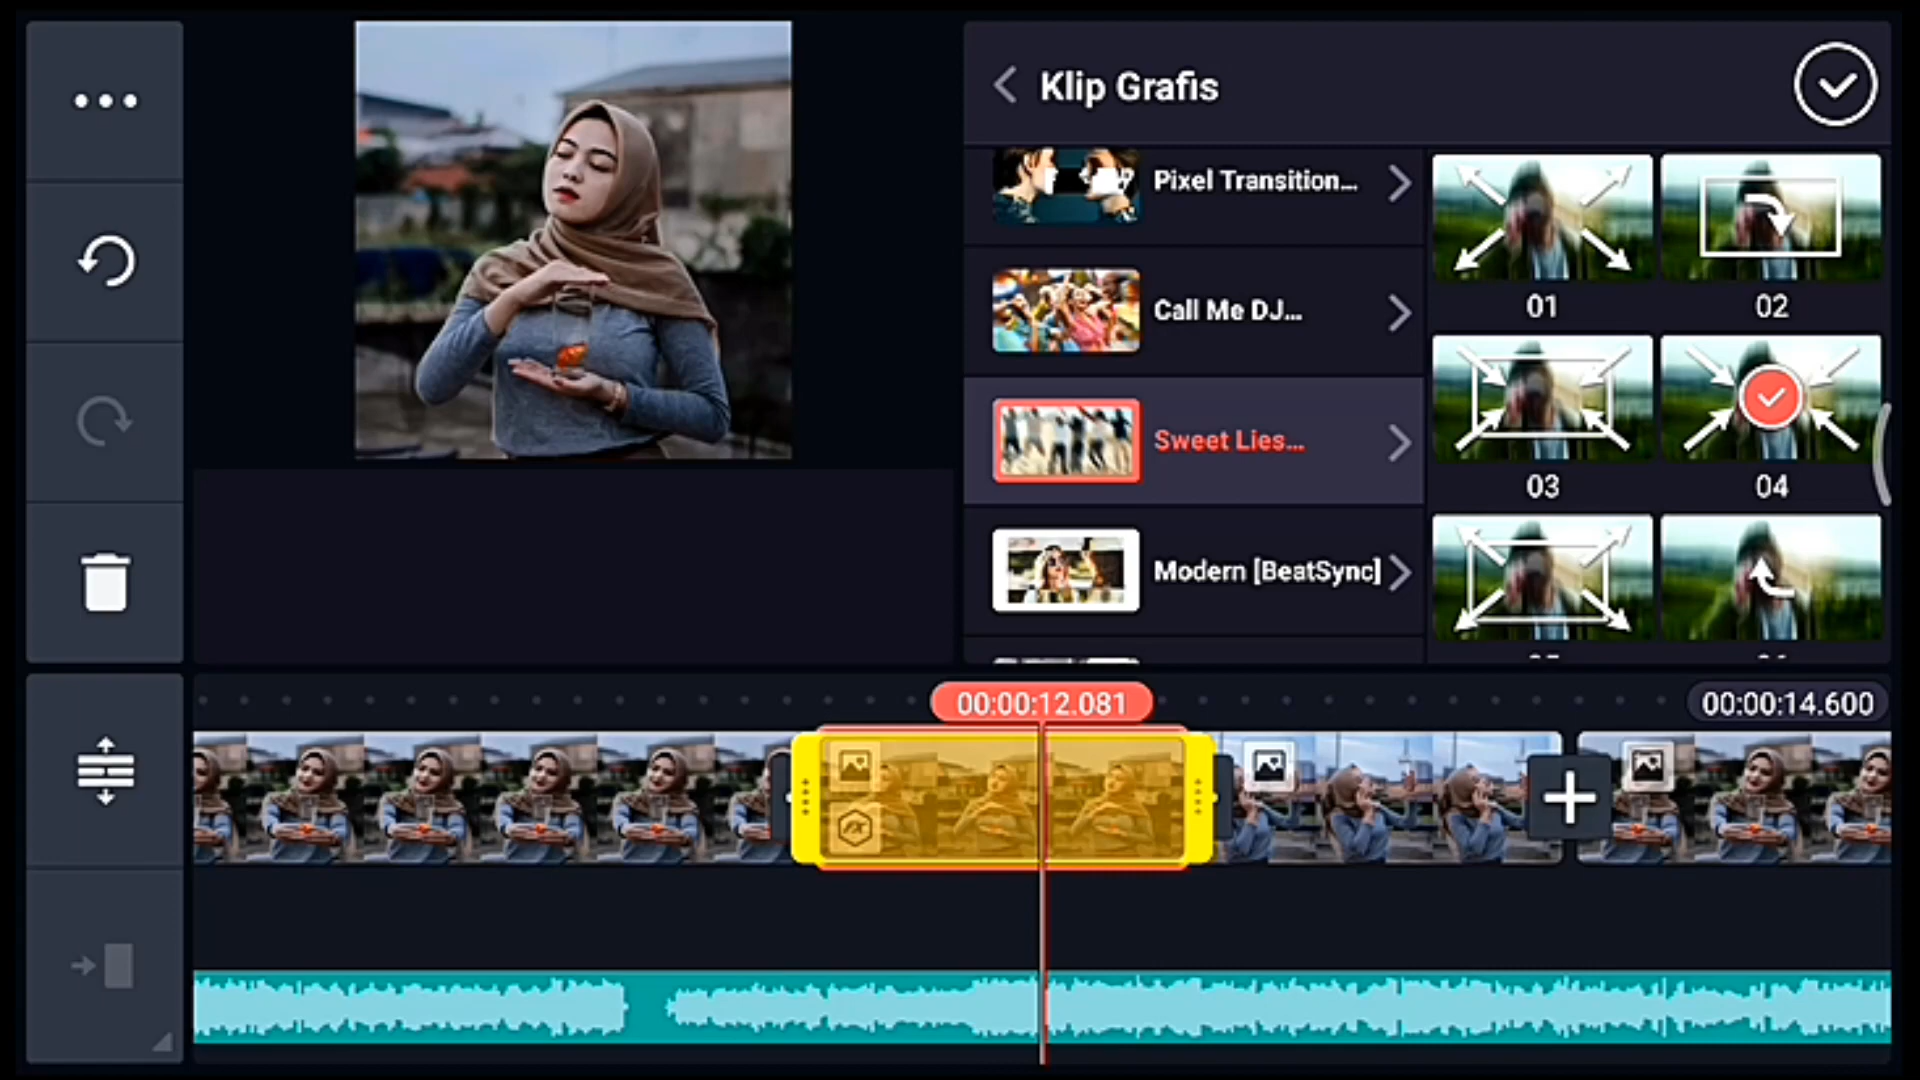 Klip Grafis
Pixel Transition...
Call Me DJ...
Sweet Lies...
Modern [BeatSync]
01
02
03
04
00:00:12.081
00:00:14.600